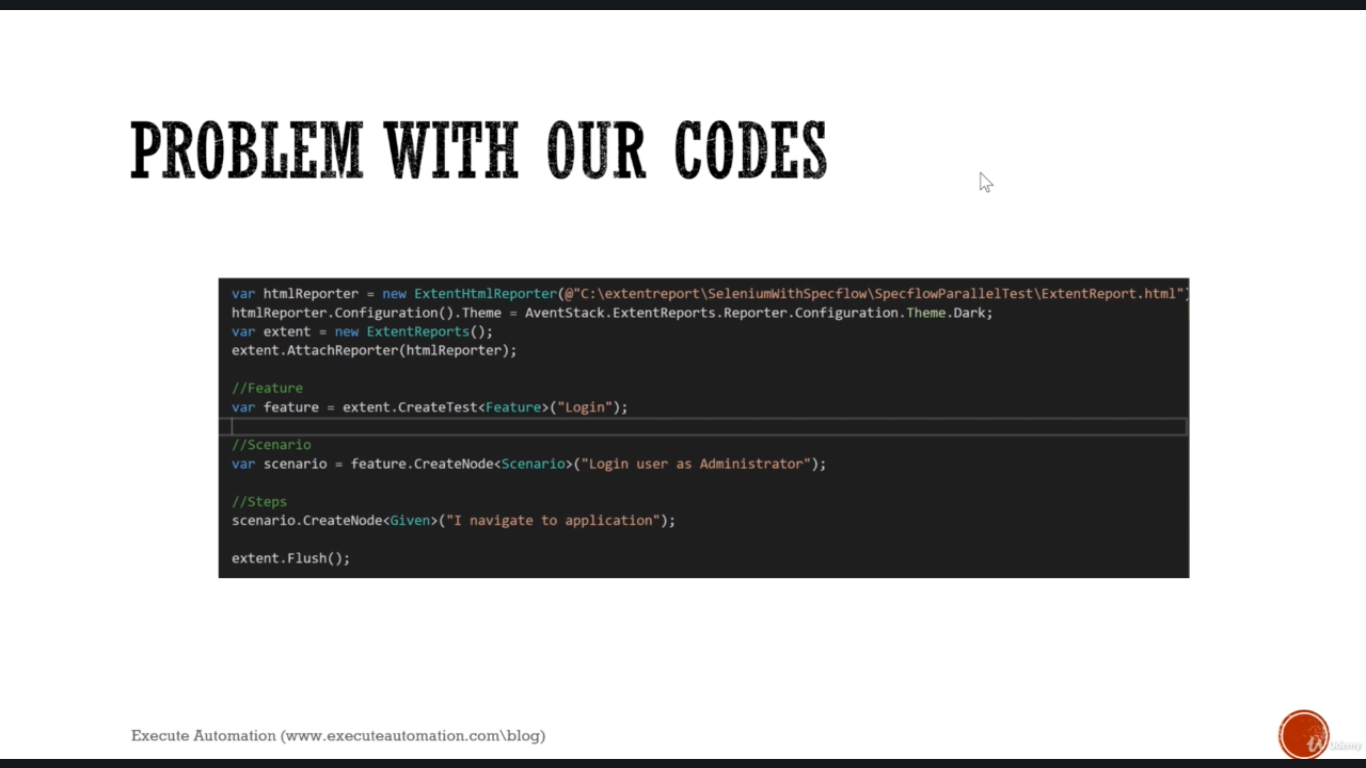 PROBLEM WITH OUR CODES
var htmlReporter = new ExtentHtmlReporter(@"C:\extentreport\SeleniumWithSpecflow\SpecflowParallelTest\ExtentReport.html")
htmlReporter.Configuration().Theme = AventStack.ExtentReports.Reporter.Configuration.Theme.Dark;
var extent = new ExtentReports();
extent.AttachReporter(htmlReporter);
//Feature
var feature = extent.CreateTest<Feature>("Login");
//Scenario
var scenario = feature.CreateNode<Scenario>("Login user as Administrator");
//Steps
scenario.CreateNode<Given>("I navigate to application");
extent.Flush();
Execute Automation (www.executeautomation.com\blog)
Udemy